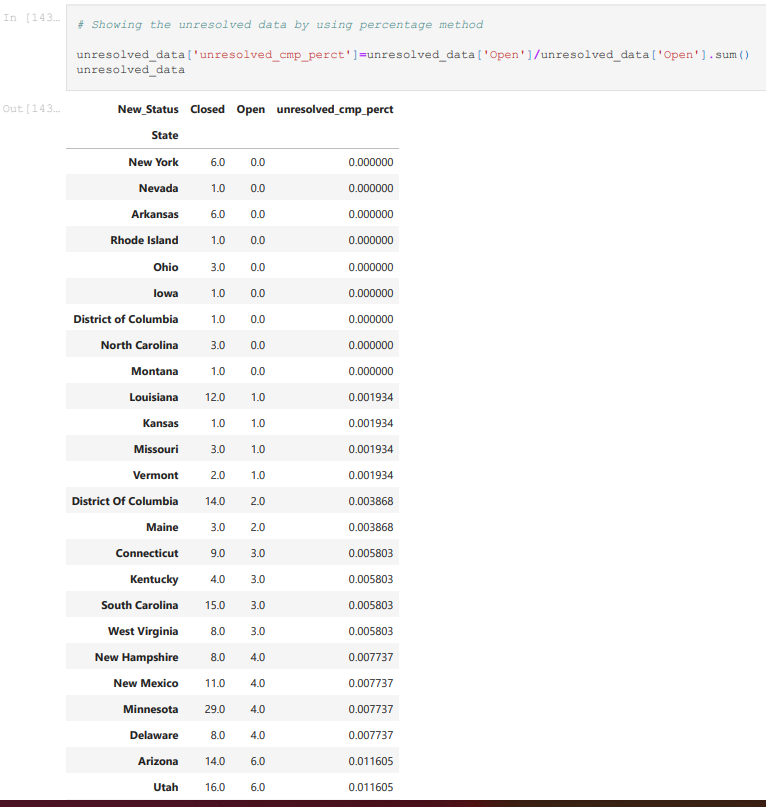 In [143…
# Showing the unresolved data by using percentage method
unresolved_data['unresolved_cmp_perct']=unresolved_data['Open']/unresolved_data['Open'].sum()
unresolved_data
Out[143…
New_Status Closed Open unresolved_cmp_perct
State
New York 6.0 0.0 0.000000
Nevada 1.0 0.0 0.000000
Arkansas 6.0 0.0 0.000000
Rhode Island 1.0 0.0 0.000000
Ohio 3.0 0.0 0.000000
Iowa 1.0 0.0 0.000000
District of Columbia 1.0 0.0 0.000000
North Carolina 3.0 0.0 0.000000
Montana 1.0 0.0 0.000000
Louisiana 12.0 1.0 0.001934
Kansas 1.0 1.0 0.001934
Missouri 3.0 1.0 0.001934
Vermont 2.0 1.0 0.001934
District Of Columbia 14.0 2.0 0.003868
Maine 3.0 2.0 0.003868
Connecticut 9.0 3.0 0.005803
Kentucky 4.0 3.0 0.005803
South Carolina 15.0 3.0 0.005803
West Virginia 8.0 3.0 0.005803
New Hampshire 8.0 4.0 0.007737
New Mexico 11.0 4.0 0.007737
Minnesota 29.0 4.0 0.007737
Delaware 8.0 4.0 0.007737
Arizona 14.0 6.0 0.011605
Utah 16.0 6.0 0.011605